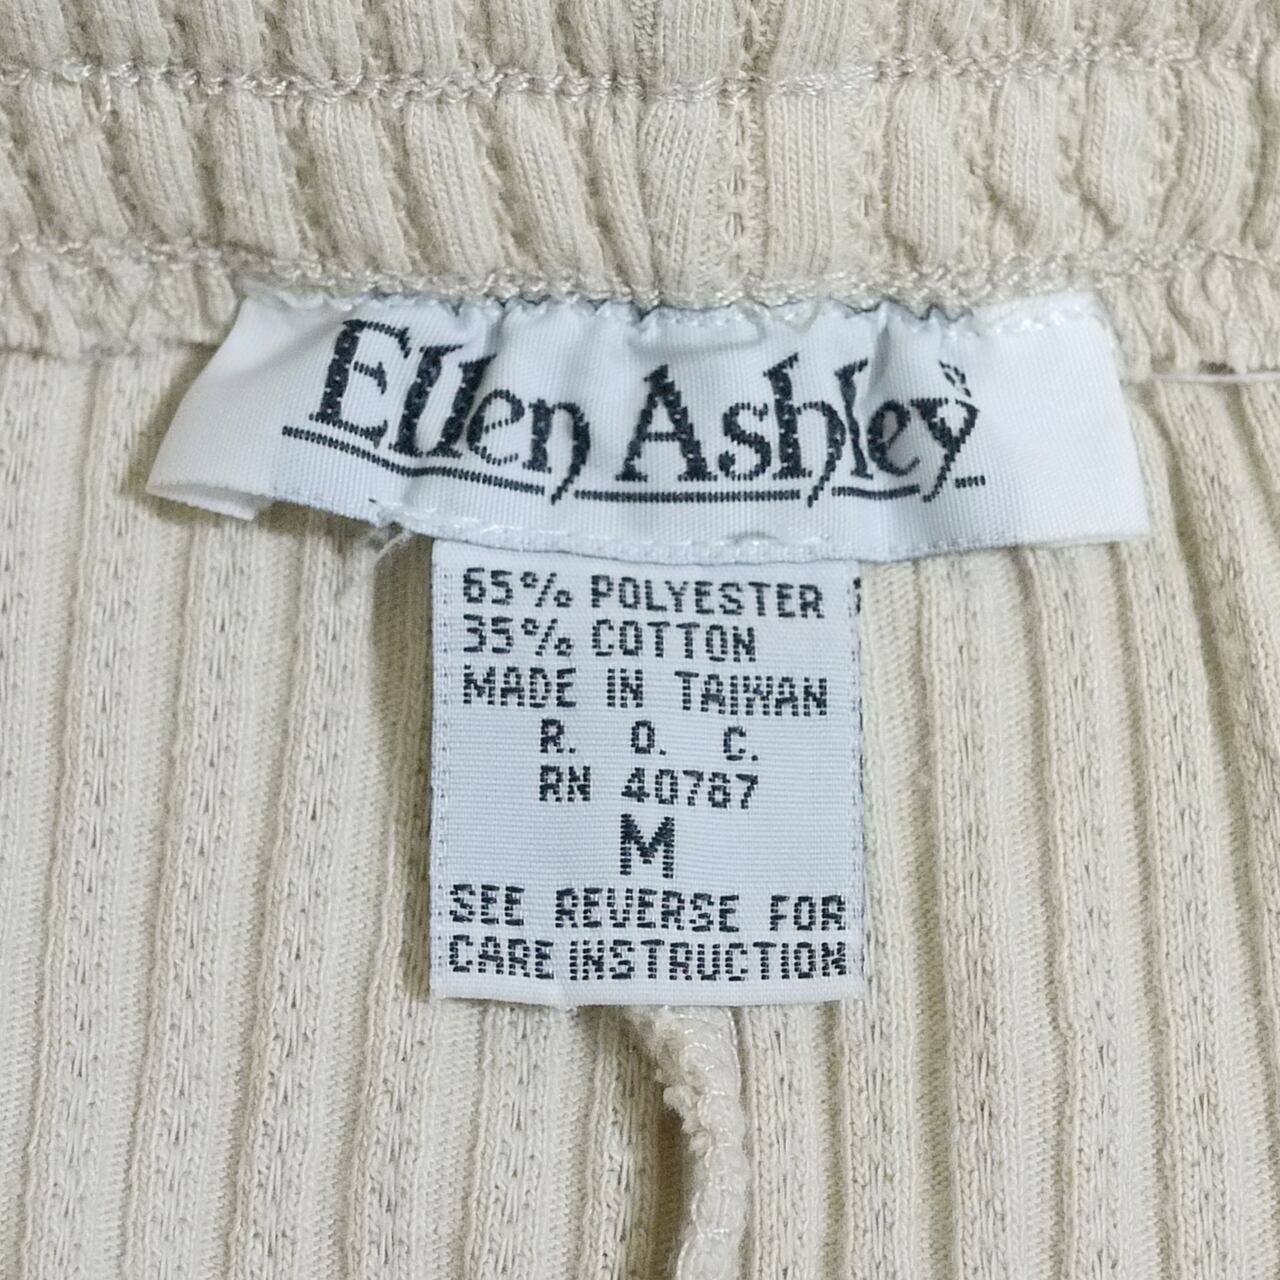 Ellen Ashley
65% POLYESTER
35% COTTON
MADE IN TAIWAN
R. O. C.
RN 40787
M
SEE REVERSE FOR
CARE INSTRUCTION